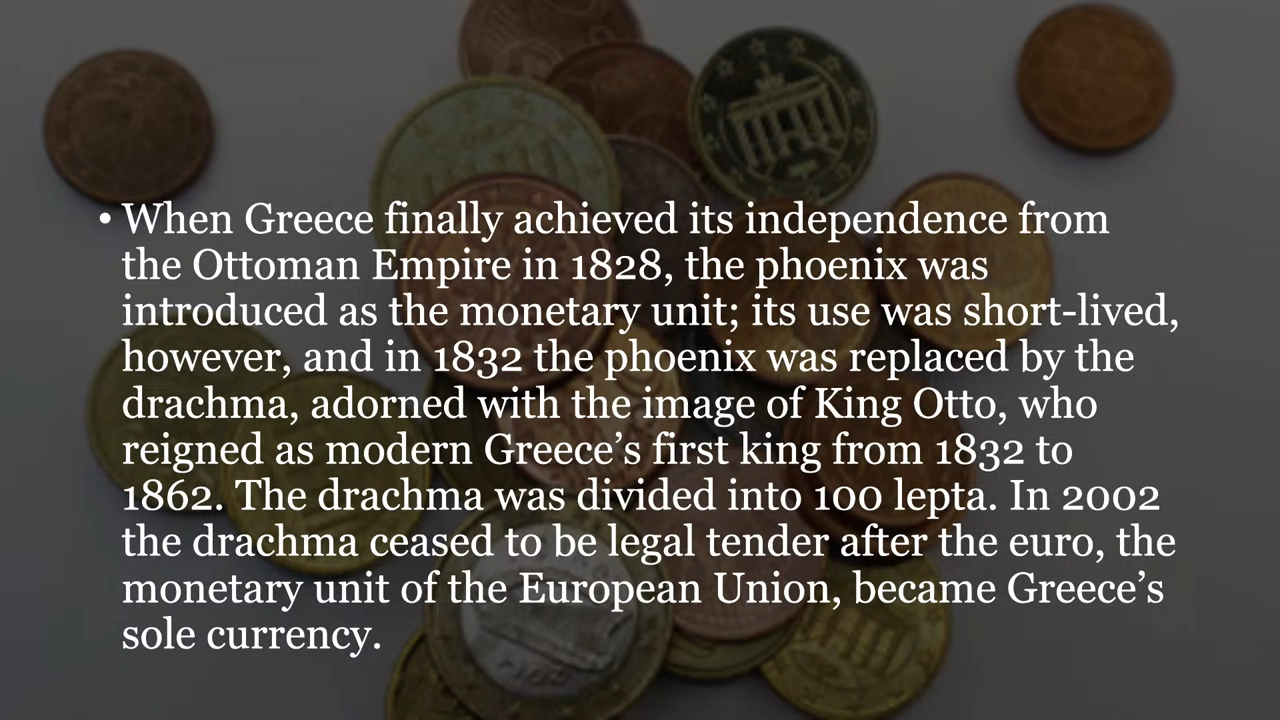 • When Greece finally achieved its independence from
the Ottoman Empire in 1828, the phoenix was
introduced as the monetary unit; its use was short-lived,
however, and in 1832 the phoenix was replaced by the
drachma, adorned with the image of King Otto, who
reigned as modern Greece’s first king from 1832 to
1862. The drachma was divided into 100 lepta. In 2002
the drachma ceased to be legal tender after the euro, the
monetary unit of the European Union, became Greece’s
sole currency.